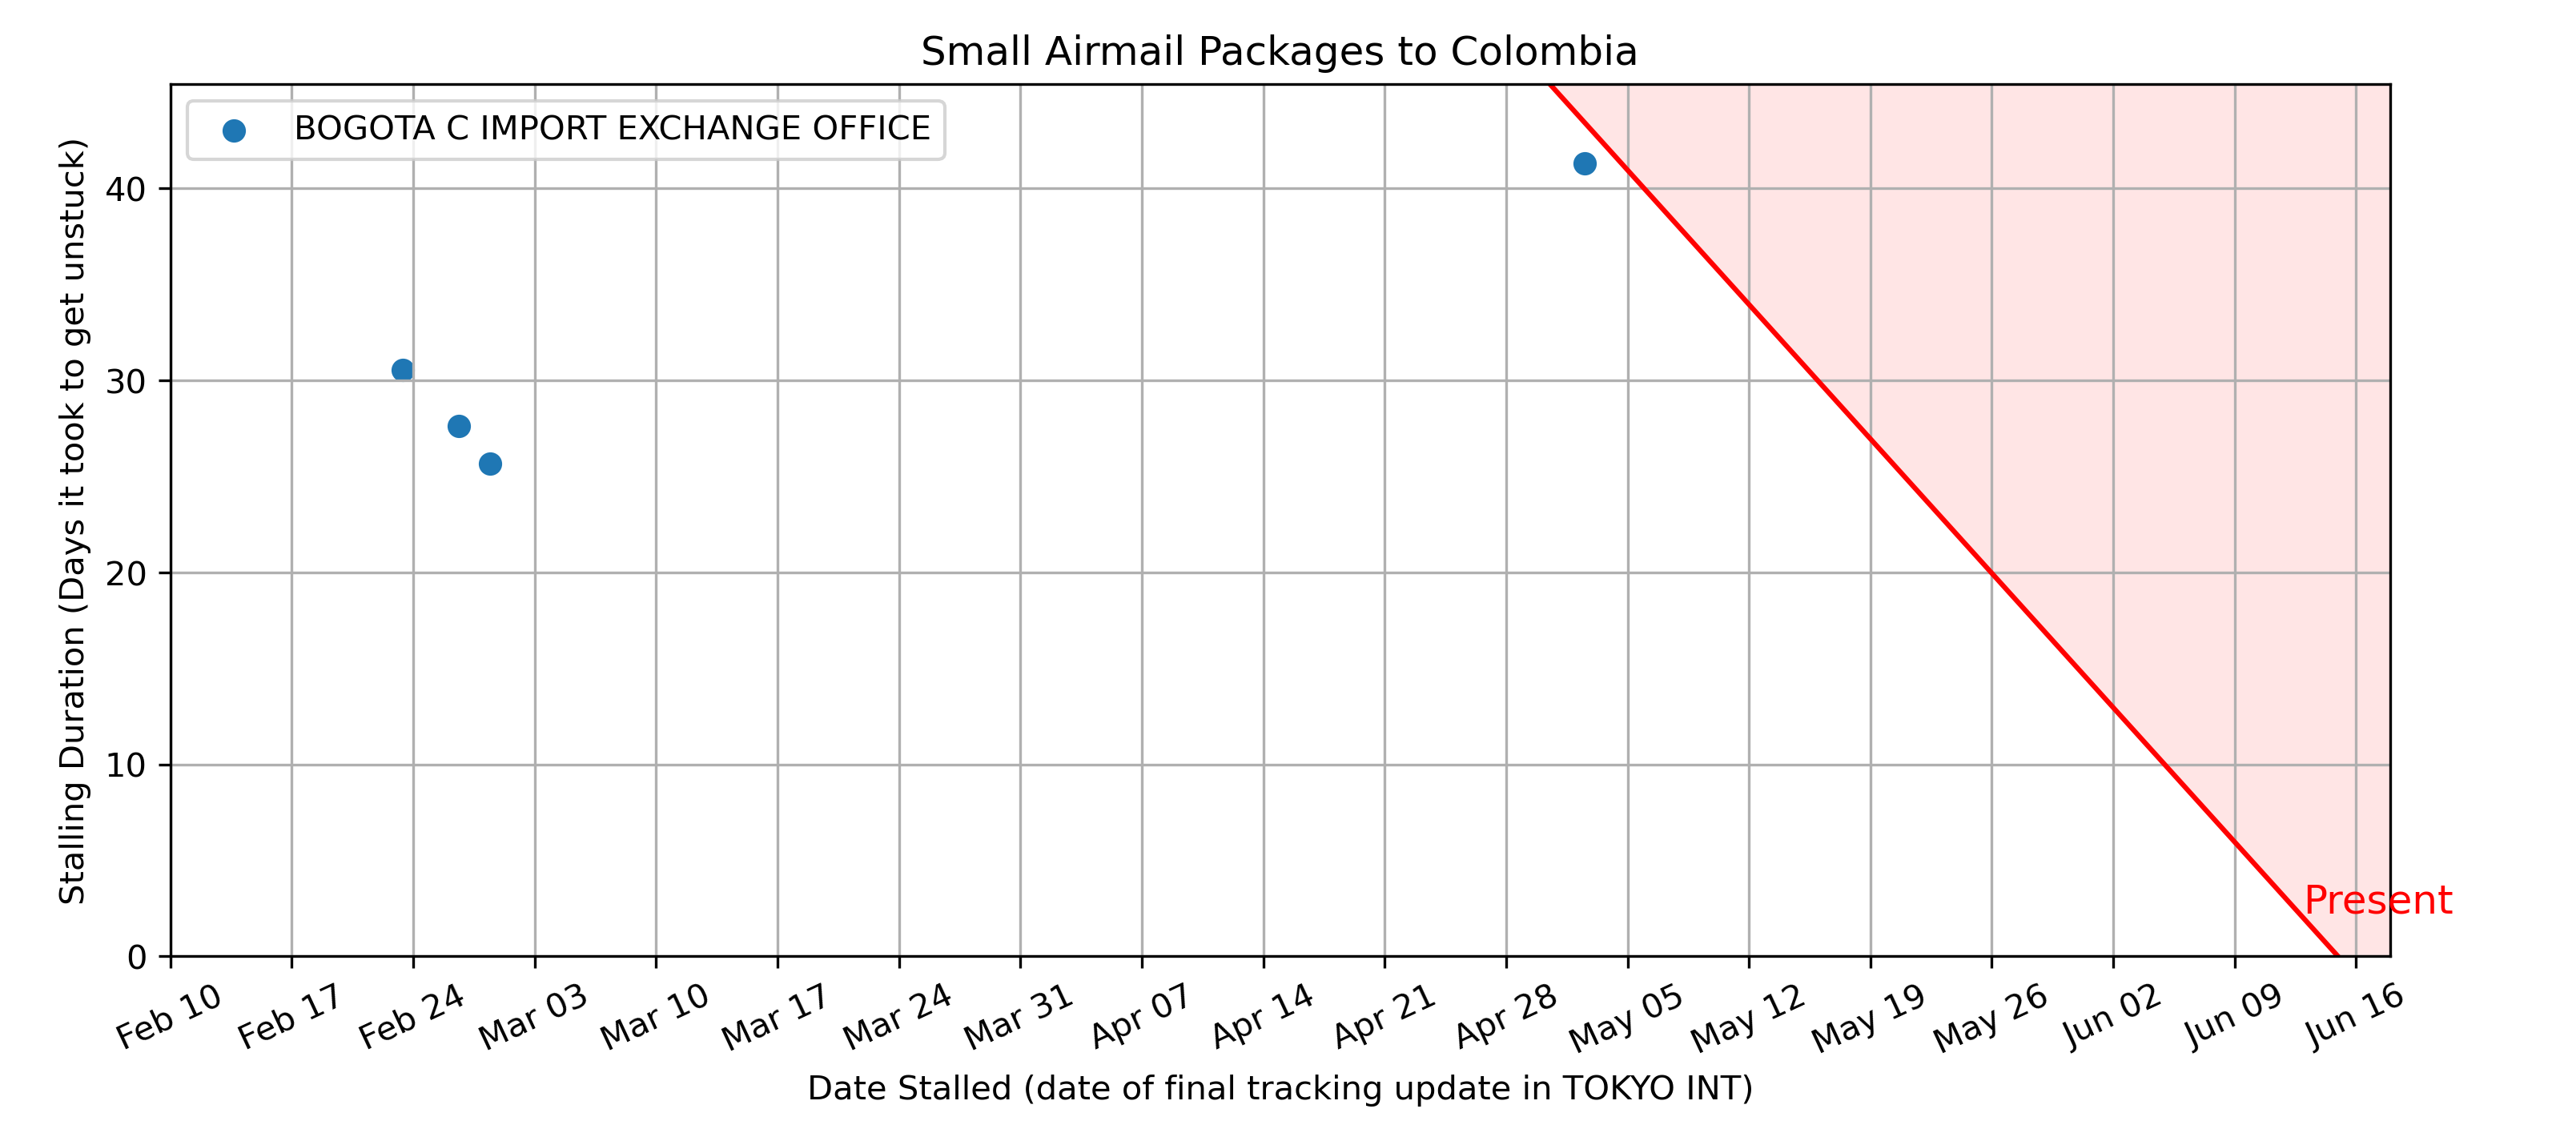 Small Airmail Packages to Colombia
BOGOTA C IMPORT EXCHANGE OFFICE
Stalling Duration (Days it took to get unstuck)
40
30
20
10
0
Present
Feb 10
Feb 17
Feb 24
Mar 03
Mar 10
Mar 17
Mar 24
Mar 31
Apr 07
Apr 14
Apr 21
Apr 28
May 05
May 12
May 19
May 26
Jun 02
Jun 09
Jun 16
Date Stalled (date of final tracking update in TOKYO INT)